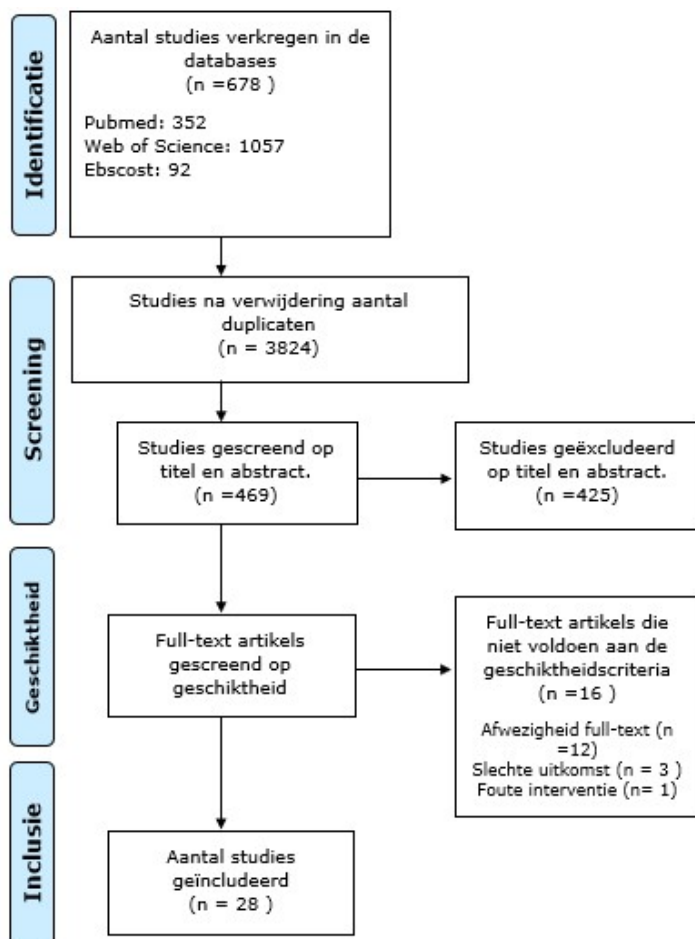 Identificatie
Aantal studies verkregen in de
databases
(n =678 )
Pubmed: 352
Web of Science: 1057
Ebscost: 92
Screening
Studies na verwijdering aantal
duplicaten
(n = 3824)
Studies gescreend op
titel en abstract.
(n =469)
Studies geëxcludeerd
op titel en abstract.
(n =425)
Geschiktheid
Full-text artikels
gescreend op
geschiktheid
Full-text artikels die
niet voldoen aan de
geschiktheidscriteria
(n =16 )
Afwezigheid full-text (n
=12)
Slechte uitkomst (n = 3 )
Foute interventie (n= 1)
Inclusie
Aantal studies
geïncludeerd
(n = 28 )